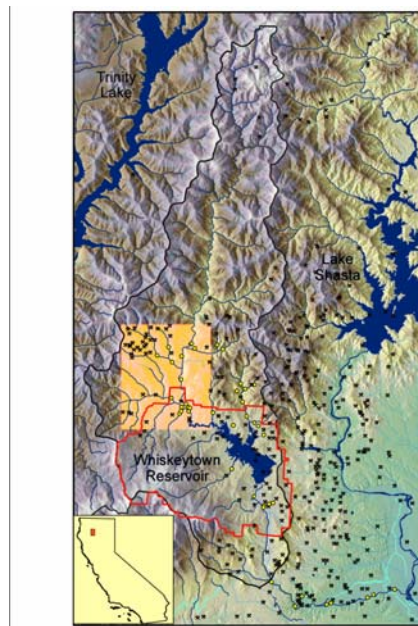 Trinity
Lake
Lake
Shasta
Whiskeytown
Reservoir